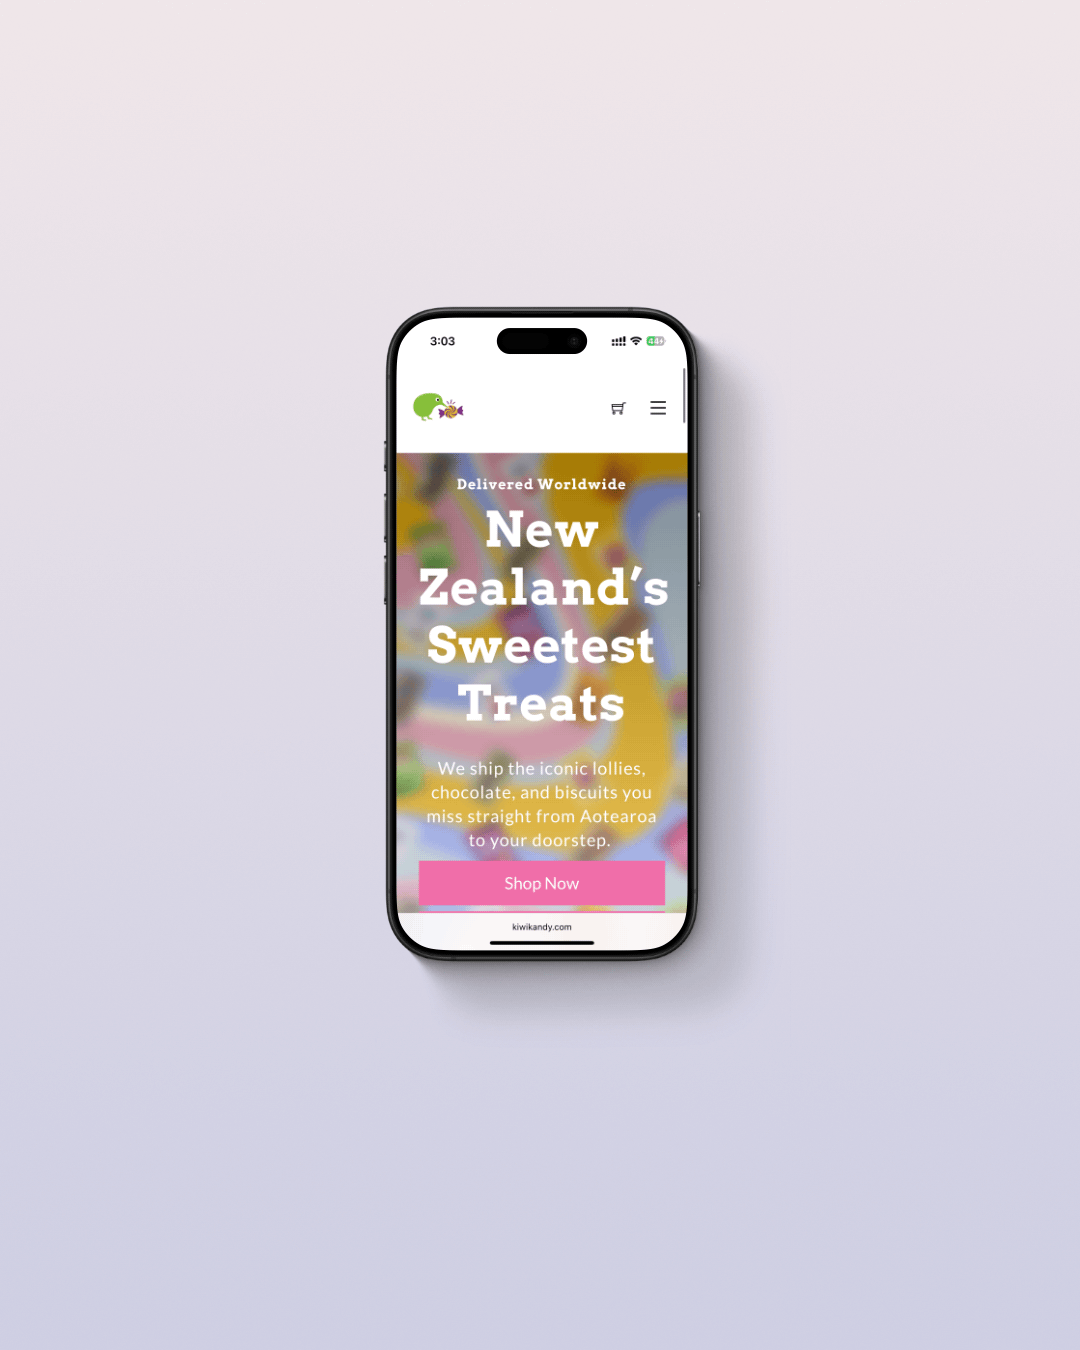 3:03
44
Delivered Worldwide
New
Zealand’s
Sweetest
Treats
We ship the iconic lollies,
chocolate, and biscuits you
miss straight from Aotearoa
to your doorstep.
Shop Now
kiwikandy.com